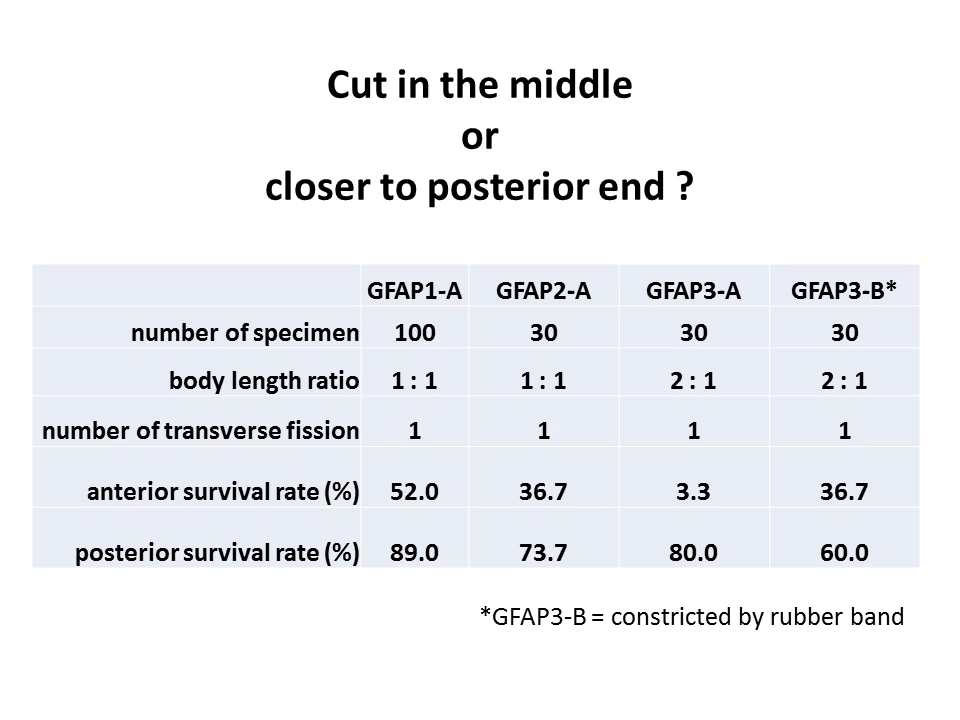 Cut in the middle
or
closer to posterior end ?
GFAP1-A GFAP2-A GFAP3-A GFAP3-B*
number of specimen 100 30 30 30
body length ratio 1 : 1 1 : 1 2 : 1 2 : 1
number of transverse fission 1 1 1 1
anterior survival rate (%) 52.0 36.7 3.3 36.7
posterior survival rate (%) 89.0 73.7 80.0 60.0
*GFAP3-B = constricted by rubber band